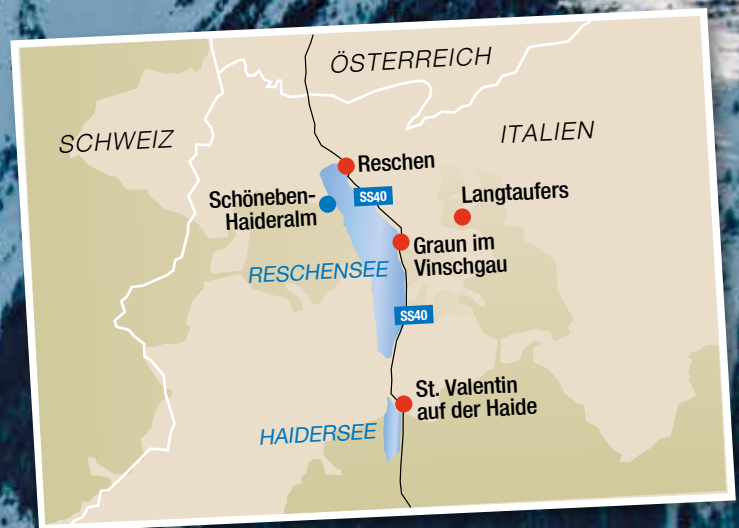 ÖSTERREICH
SCHWEIZ
ITALIEN
Reschen
Schöneben-
Haideralm
SS40
Langtaufers
Graun im
Vinschgau
RESCHENSEE
SS40
St. Valentin
auf der Haide
HAIDERSEE